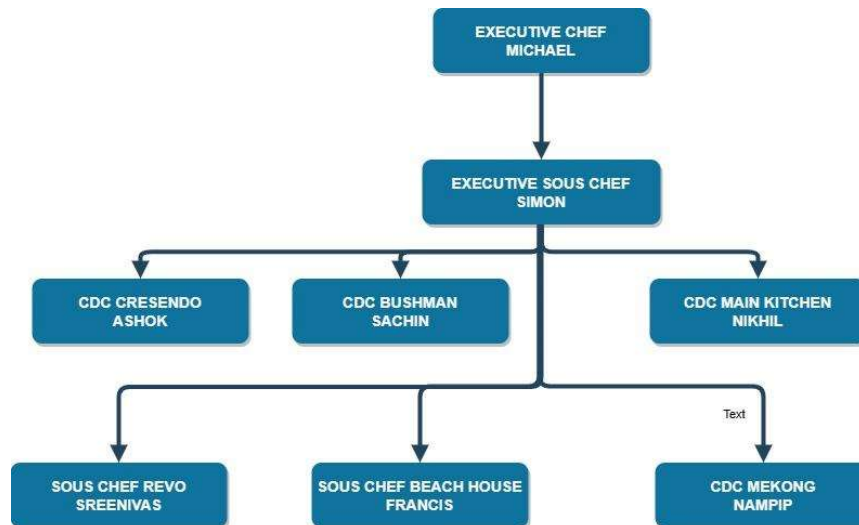 EXECUTIVE CHEF
MICHAEL
EXECUTIVE SOUS CHEF
SIMON
CDC CRESENDO
ASHOK
CDC BUSHMAN
SACHIN
CDC MAIN KITCHEN
NIKHIL
Text
SOUS CHEF REVO
SREENIVAS
SOUS CHEF BEACH HOUSE
FRANCIS
CDC MEKONG
NAMPIP